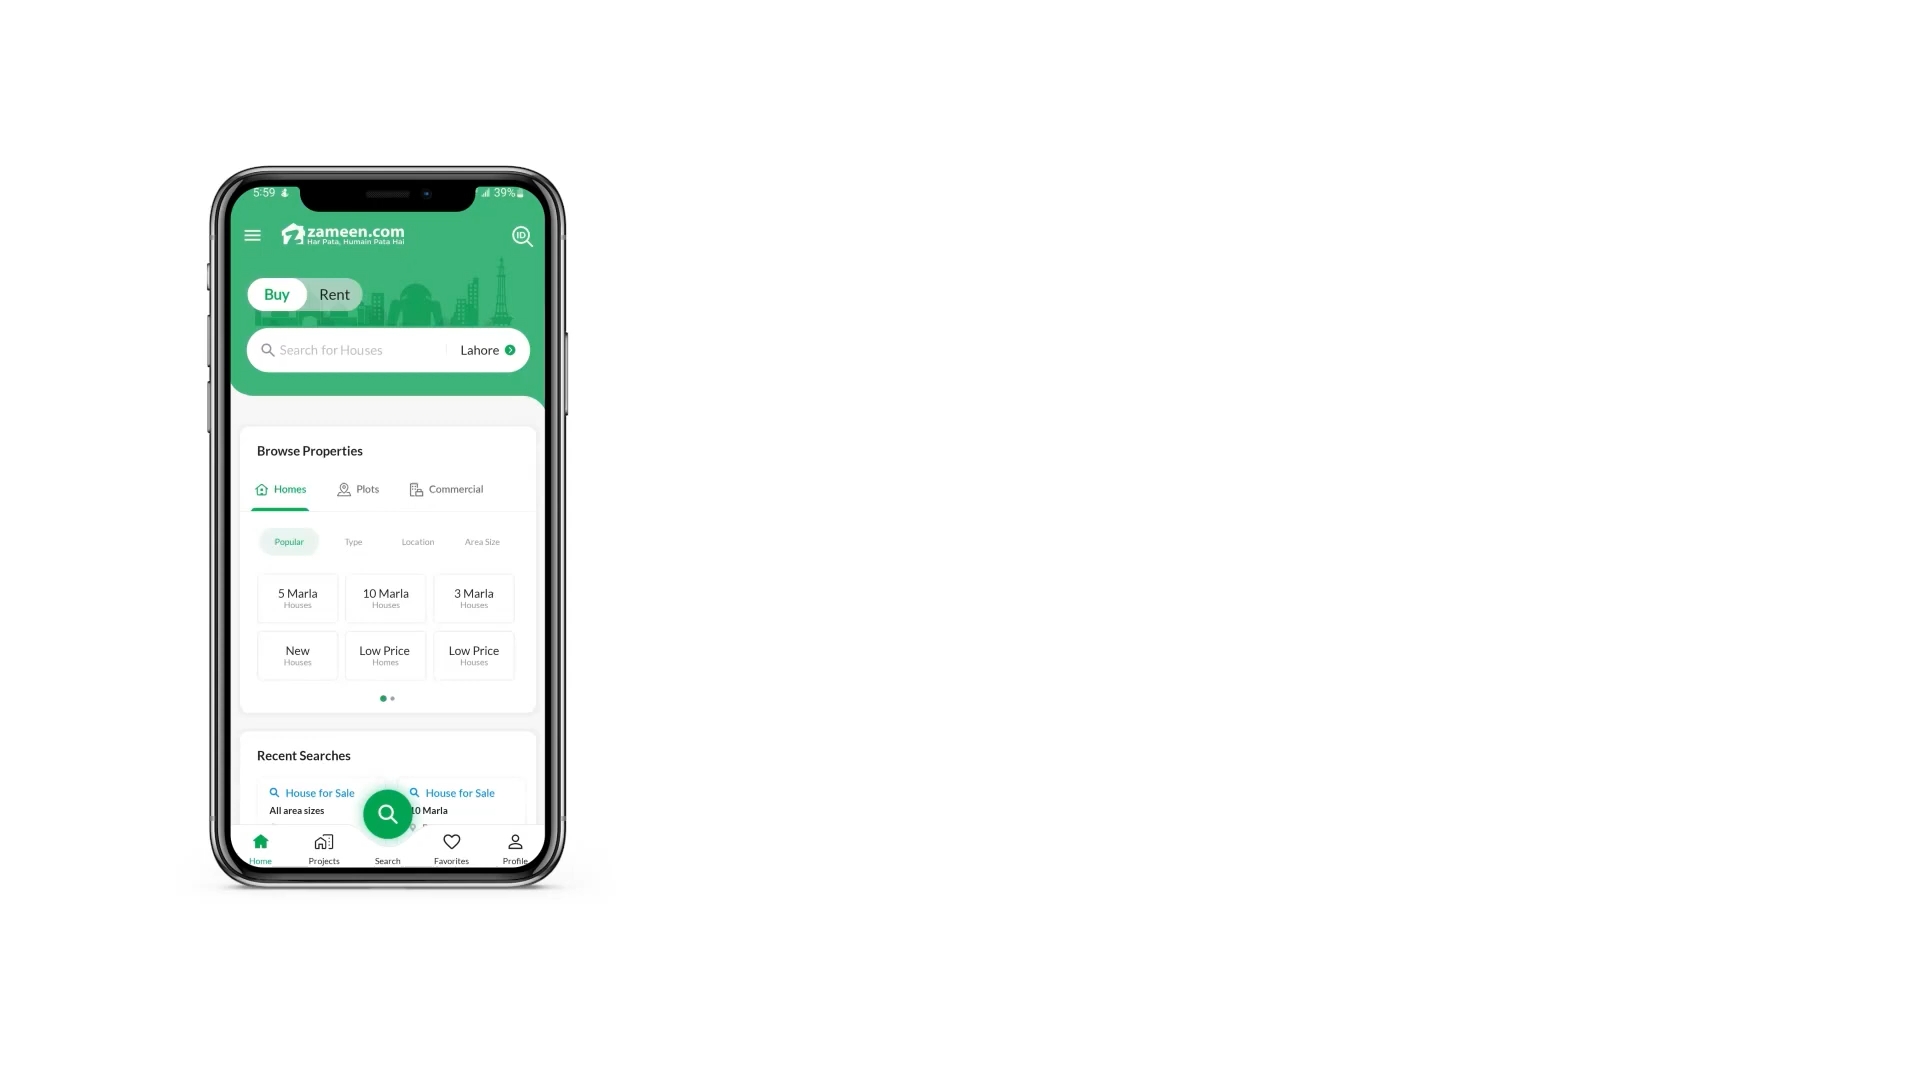 5:59
39%
zameen.com
Har Pata, Humain Pata Hai
ID
Buy Rent
Search for Houses Lahore
Browse Properties
Homes Plots Commercial
Popular Type Location Area Size
5 Marla 10 Marla 3 Marla
Houses Houses Houses
New Low Price Low Price
Houses Homes Houses
Recent Searches
House for Sale House for Sale
All area sizes 10 Marla
Home Projects Search Favorites Profile